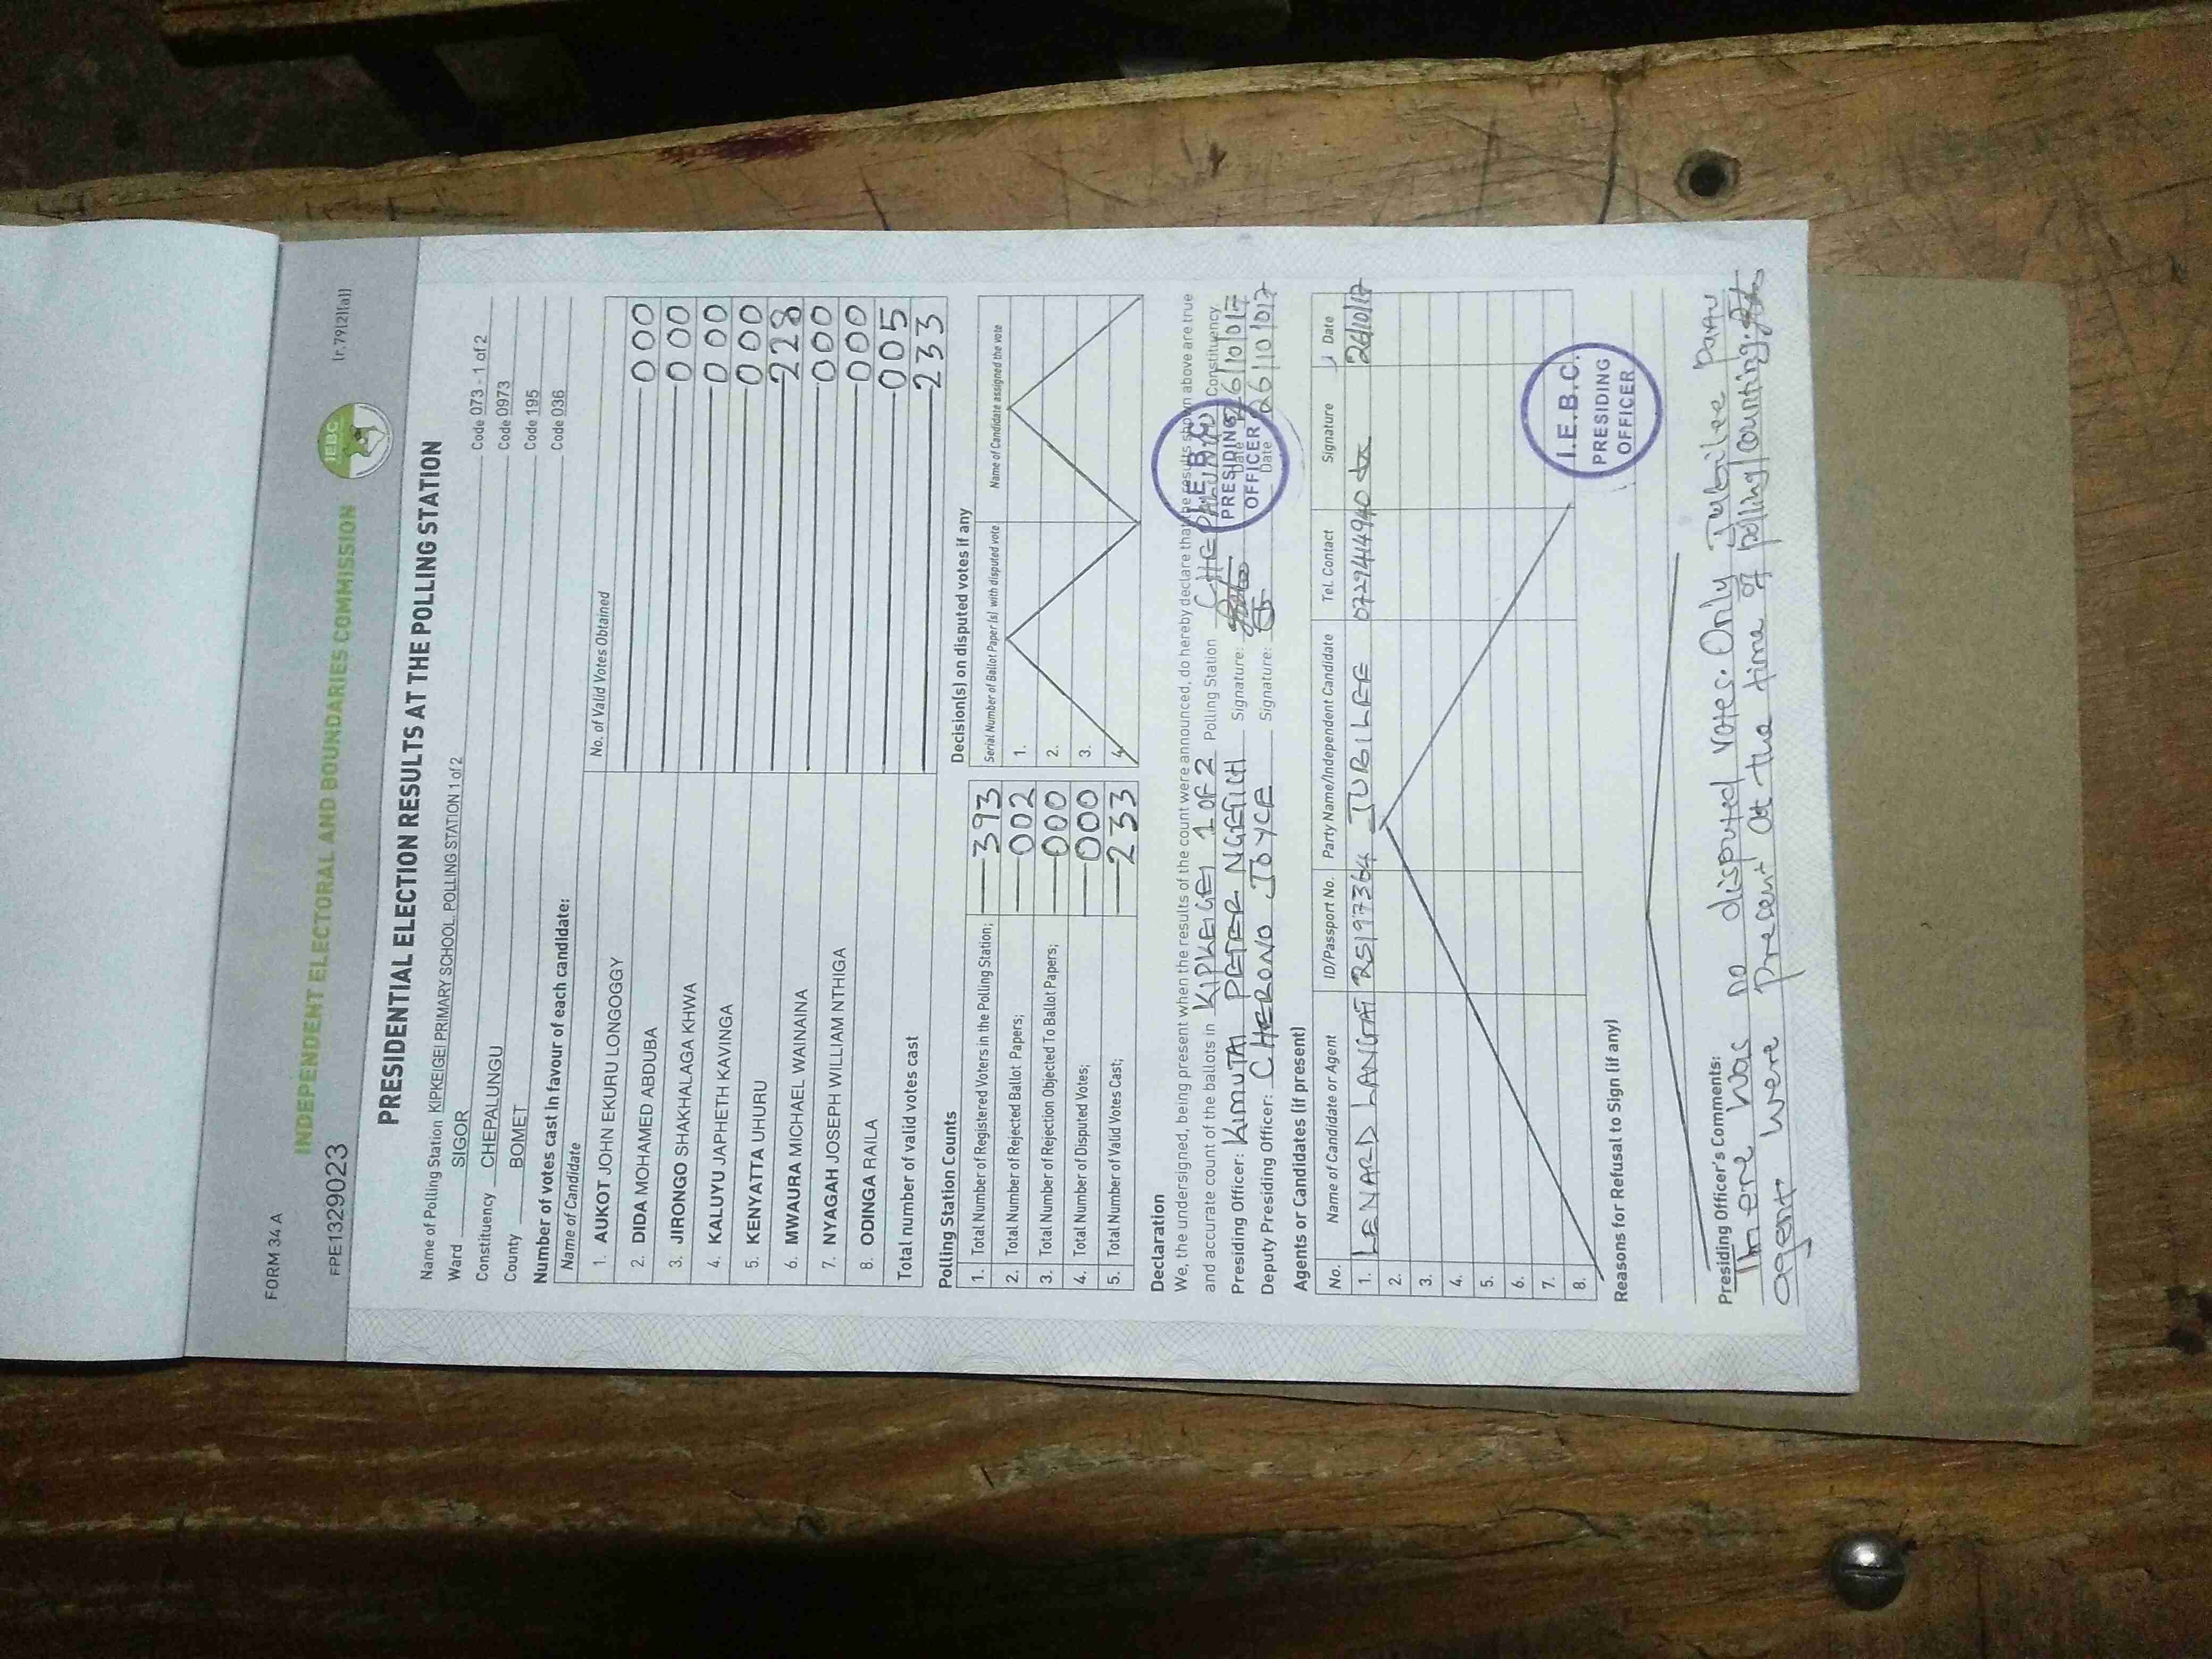 FORM 34 A
(r.79(2)(a))
INDEPENDENT ELECTORAL AND BOUNDARIES COMMISSION
IEBC
FPE1329023
PRESIDENTIAL ELECTION RESULTS AT THE POLLING STATION
Name of Polling Station KIPKEIGEI PRIMARY SCHOOL. POLLING STATION 1 of 2 Code 073 - 1 of 2
Ward SIGOR Code 0973
Constituency CHEPALUNGU Code 195
County BOMET Code 036
Number of votes cast in favour of each candidate:
Name of Candidate No. of Valid Votes Obtained
1. AUKOT JOHN EKURU LONGOGGY 000
2. DIDA MOHAMED ABDUBA 000
3. JIRONGO SHAKHALAGA KHWA 000
4. KALUYU JAPHETH KAVINGA 000
5. KENYATTA UHURU 228
6. MWAURA MICHAEL WAINAINA 000
7. NYAGAH JOSEPH WILLIAM NTHIGA 000
8. ODINGA RAILA 005
Total number of valid votes cast 233
Polling Station Counts
1. Total Number of Registered Voters in the Polling Station; 393
2. Total Number of Rejected Ballot Papers; 002
3. Total Number of Rejection Objected To Ballot Papers; 000
4. Total Number of Disputed Votes; 000
5. Total Number of Valid Votes Cast; 233
Decision(s) on disputed votes if any
Serial Number of Ballot Paper (s) with disputed vote Name of Candidate assigned the vote
1.
2.
3.
4.
Declaration
We, the undersigned, being present when the results of the count were announced, do hereby declare that the results shown above are true
and accurate count of the ballots in KIPKEIGEI 1 OF 2 Polling Station CHEPALUNGU Constituency
Presiding Officer: KIMUTAI PETER NGETICH Signature: Date 26/10/017
Deputy Presiding Officer: CHERONO JOYCE Signature: Date 26/10/017
I.E.B.C.
PRESIDING
OFFICER
Agents or Candidates (if present)
No. Name of Candidate or Agent ID/Passport No. Party Name/Independent Candidate Tel. Contact Signature Date
1. LENARD LANGAT 25197364 JUBILEE 0729414940 26/10/17
2.
3.
4.
5.
6.
7.
8.
I.E.B.C.
PRESIDING
OFFICER
Reasons for Refusal to Sign (if any)
Presiding Officer's Comments:
There was no disputed votes. Only Jubilee party
agent were present at the time of polling/counting.